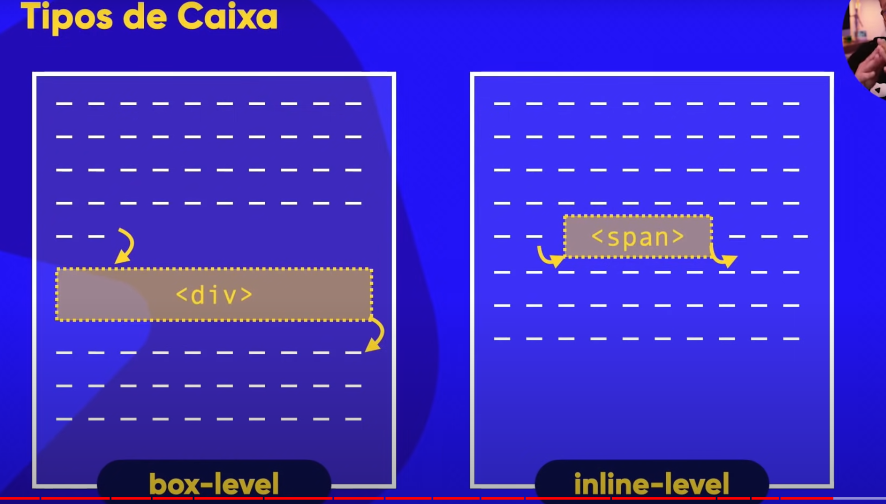 Tipos de Caixa
<div>
<span>
box-level
inline-level